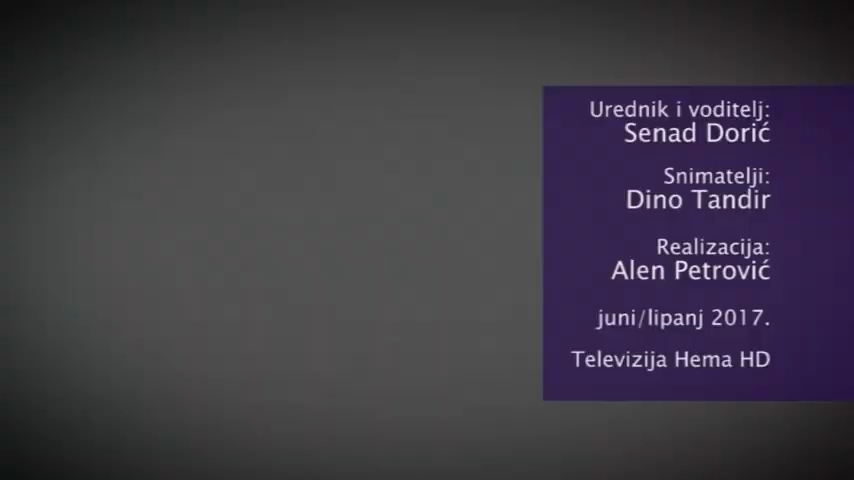 Urednik i voditelj:
Senad Dorić
Snimatelji:
Dino Tandir
Realizacija:
Alen Petrović
juni/lipanj 2017.
Televizija Hema HD